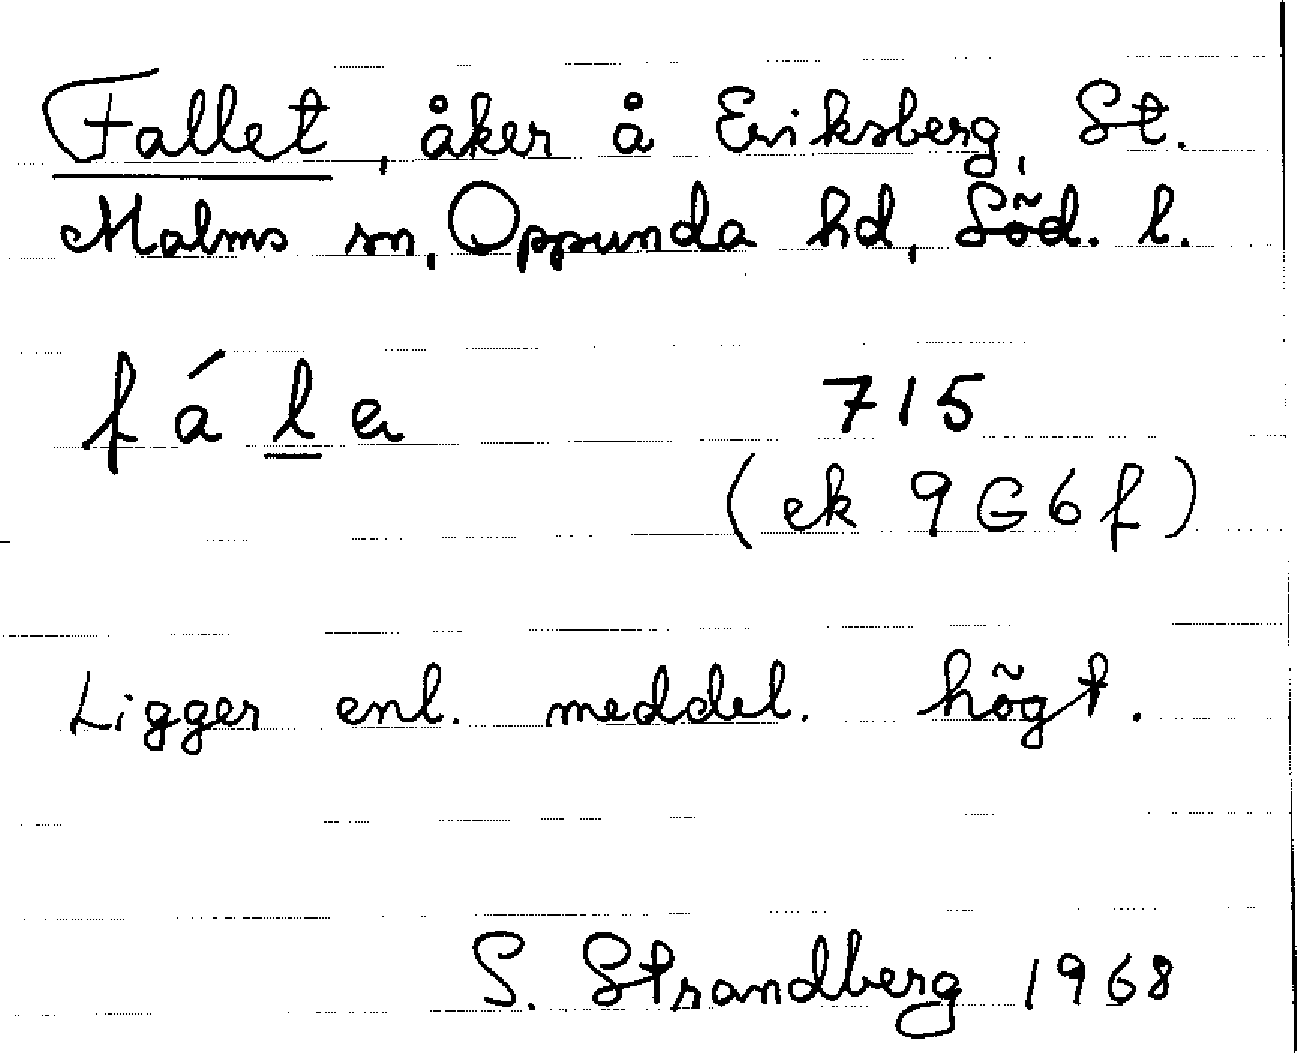 Fallet, åker å Eriksberg, St.
Malms sn, Oppunda hd, Söd. l.
fála 715
(ek 9G6f)
Ligger enl. meddel. högt.
S. Strandberg 1968